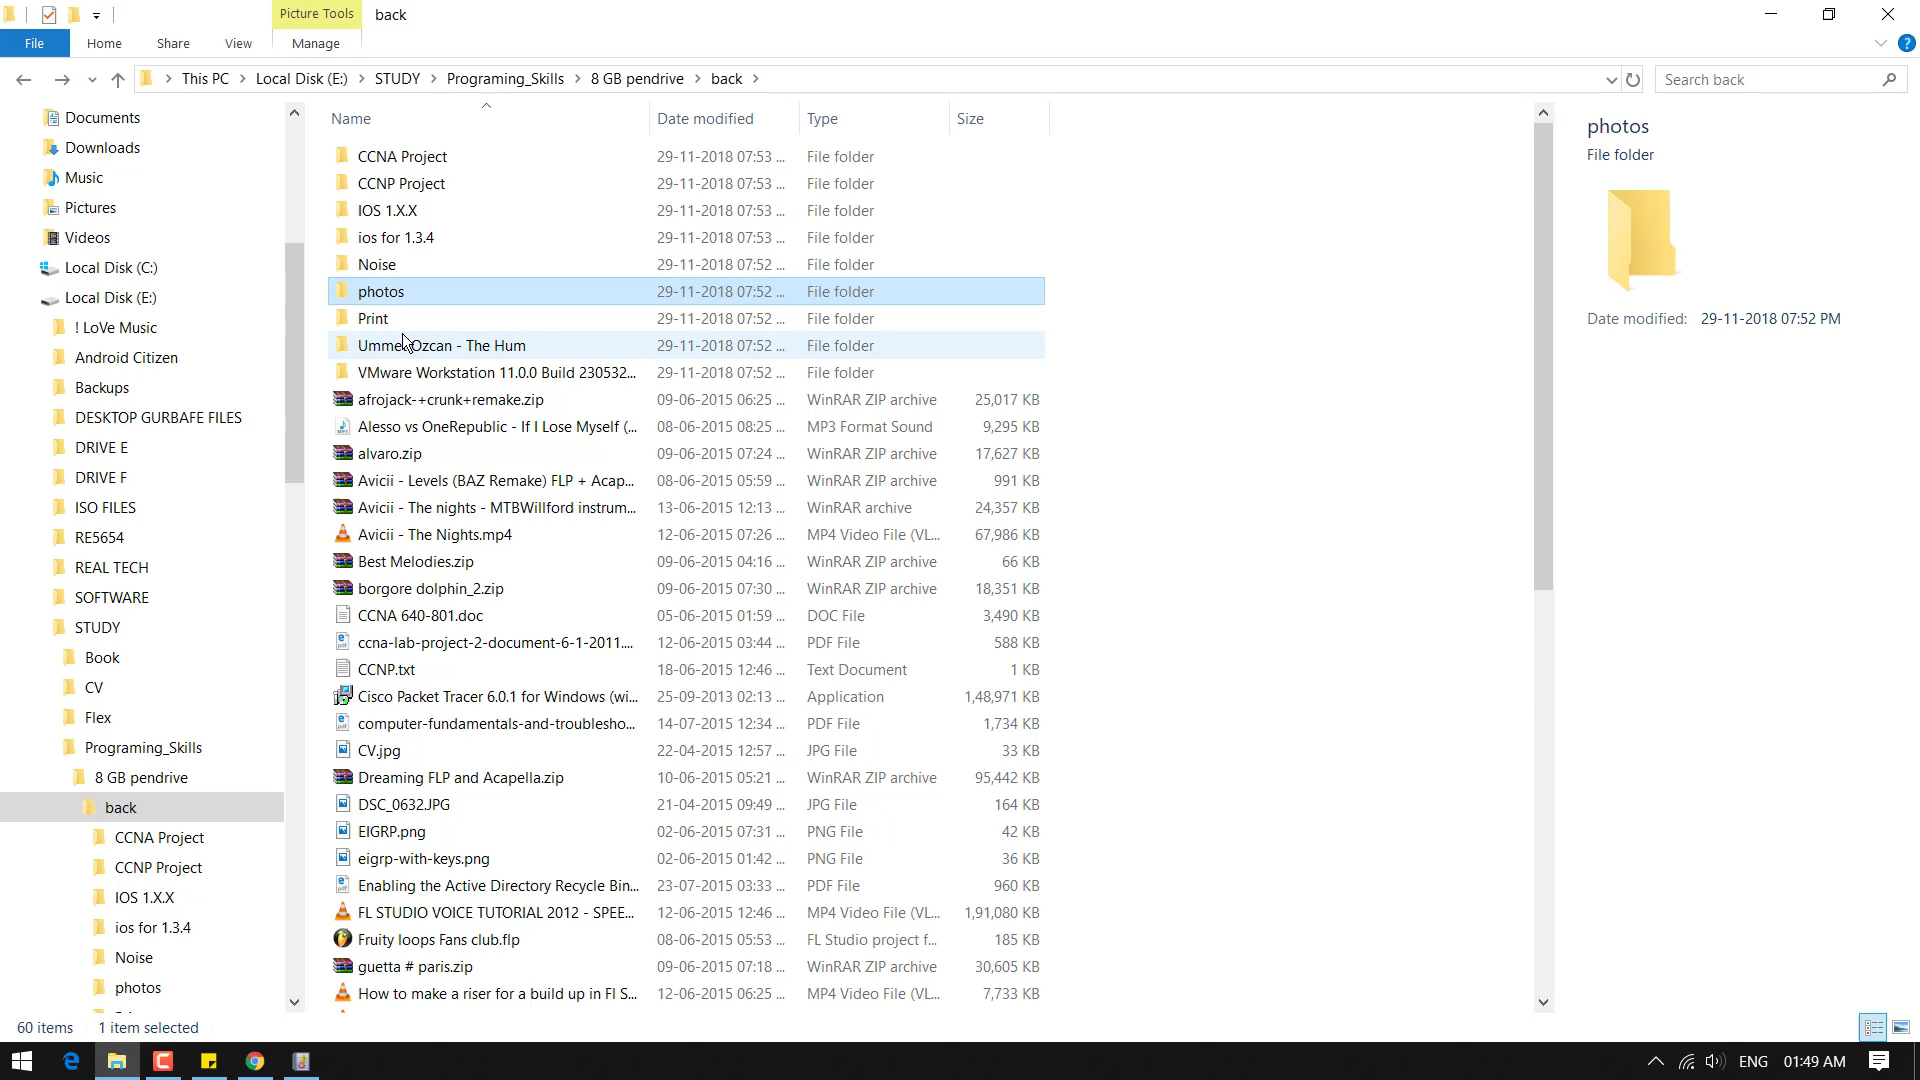 Picture Tools back
File Home Share View Manage
This PC Local Disk (E:) STUDY Programing_Skills 8 GB pendrive back
Search back
Documents
Downloads
Music
Pictures
Videos
Local Disk (C:)
Local Disk (E:)
! LoVe Music
Android Citizen
Backups
DESKTOP GURBAFE FILES
DRIVE E
DRIVE F
ISO FILES
RE5654
REAL TECH
SOFTWARE
STUDY
Book
CV
Flex
Programing_Skills
8 GB pendrive
back
CCNA Project
CCNP Project
IOS 1.X.X
ios for 1.3.4
Noise
photos
Name Date modified Type Size
CCNA Project 29-11-2018 07:53 ... File folder
CCNP Project 29-11-2018 07:53 ... File folder
IOS 1.X.X 29-11-2018 07:53 ... File folder
ios for 1.3.4 29-11-2018 07:53 ... File folder
Noise 29-11-2018 07:52 ... File folder
photos 29-11-2018 07:52 ... File folder
Print 29-11-2018 07:52 ... File folder
Ozcan - The Hum 29-11-2018 07:52 ... File folder
VMware Workstation 11.0.0 Build 230532... 29-11-2018 07:52 ... File folder
afrojack-+crunk+remake.zip 09-06-2015 06:25 ... WinRAR ZIP archive 25,017 KB
Alesso vs OneRepublic - If I Lose Myself (... 08-06-2015 08:25 ... MP3 Format Sound 9,295 KB
alvaro.zip 09-06-2015 07:24 ... WinRAR ZIP archive 17,627 KB
Avicii - Levels (BAZ Remake) FLP + Acap... 08-06-2015 05:59 ... WinRAR ZIP archive 991 KB
Avicii - The nights - MTBWillford instrum... 13-06-2015 12:13 ... WinRAR archive 24,357 KB
Avicii - The Nights.mp4 12-06-2015 07:26 ... MP4 Video File (VL... 67,986 KB
Best Melodies.zip 09-06-2015 04:16 ... WinRAR ZIP archive 66 KB
borgore dolphin_2.zip 09-06-2015 07:30 ... WinRAR ZIP archive 18,351 KB
CCNA 640-801.doc 05-06-2015 01:59 ... DOC File 3,490 KB
ccna-lab-project-2-document-6-1-2011.... 12-06-2015 03:44 ... PDF File 588 KB
CCNP.txt 18-06-2015 12:46 ... Text Document 1 KB
Cisco Packet Tracer 6.0.1 for Windows (wi... 25-09-2013 02:13 ... Application 1,48,971 KB
computer-fundamentals-and-troublesho... 14-07-2015 12:34 ... PDF File 1,734 KB
CV.jpg 22-04-2015 12:57 ... JPG File 33 KB
Dreaming FLP and Acapella.zip 10-06-2015 05:21 ... WinRAR ZIP archive 95,442 KB
DSC_0632.JPG 21-04-2015 09:49 ... JPG File 164 KB
EIGRP.png 02-06-2015 07:31 ... PNG File 42 KB
eigrp-with-keys.png 02-06-2015 01:42 ... PNG File 36 KB
Enabling the Active Directory Recycle Bin... 23-07-2015 03:33 ... PDF File 960 KB
FL STUDIO VOICE TUTORIAL 2012 - SPEE... 12-06-2015 12:46 ... MP4 Video File (VL... 1,91,080 KB
Fruity loops Fans club.flp 08-06-2015 05:53 ... FL Studio project f... 185 KB
guetta # paris.zip 09-06-2015 07:18 ... WinRAR ZIP archive 30,605 KB
How to make a riser for a build up in Fl S... 12-06-2015 06:25 ... MP4 Video File (VL... 7,733 KB
photos
File folder
Date modified: 29-11-2018 07:52 PM
60 items 1 item selected
ENG 01:49 AM